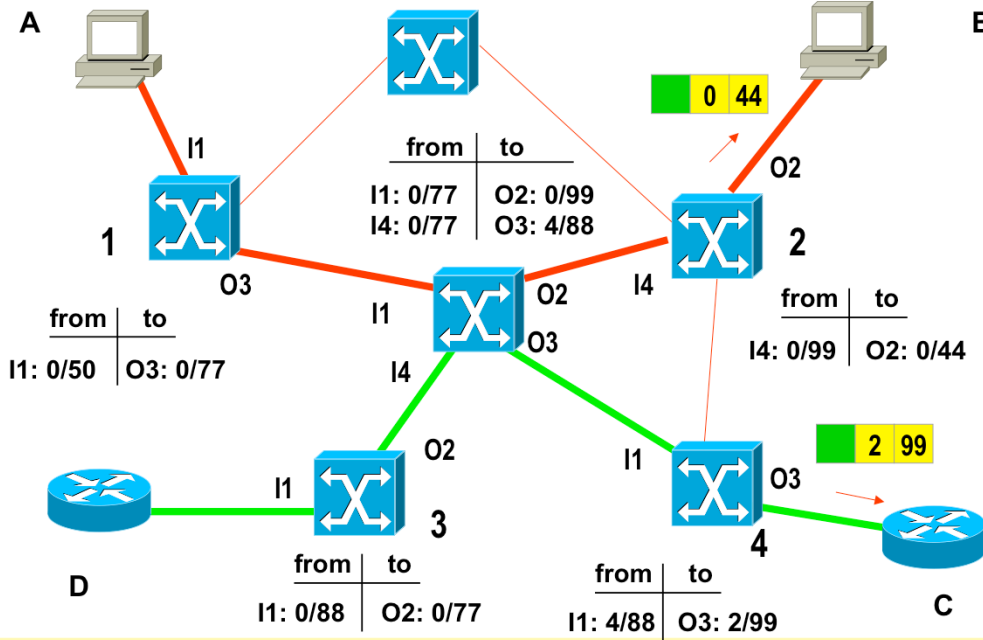 A
0 44
I1
from to
I1: 0/77 O2: 0/99
I4: 0/77 O3: 4/88
O2
1
2
O3
I1
O2
I4
O3
from to
I1: 0/50 O3: 0/77
from to
I4: 0/99 O2: 0/44
I4
O2
I1
2 99
I1
O3
3
4
D
from to
I1: 0/88 O2: 0/77
from to
I1: 4/88 O3: 2/99
C